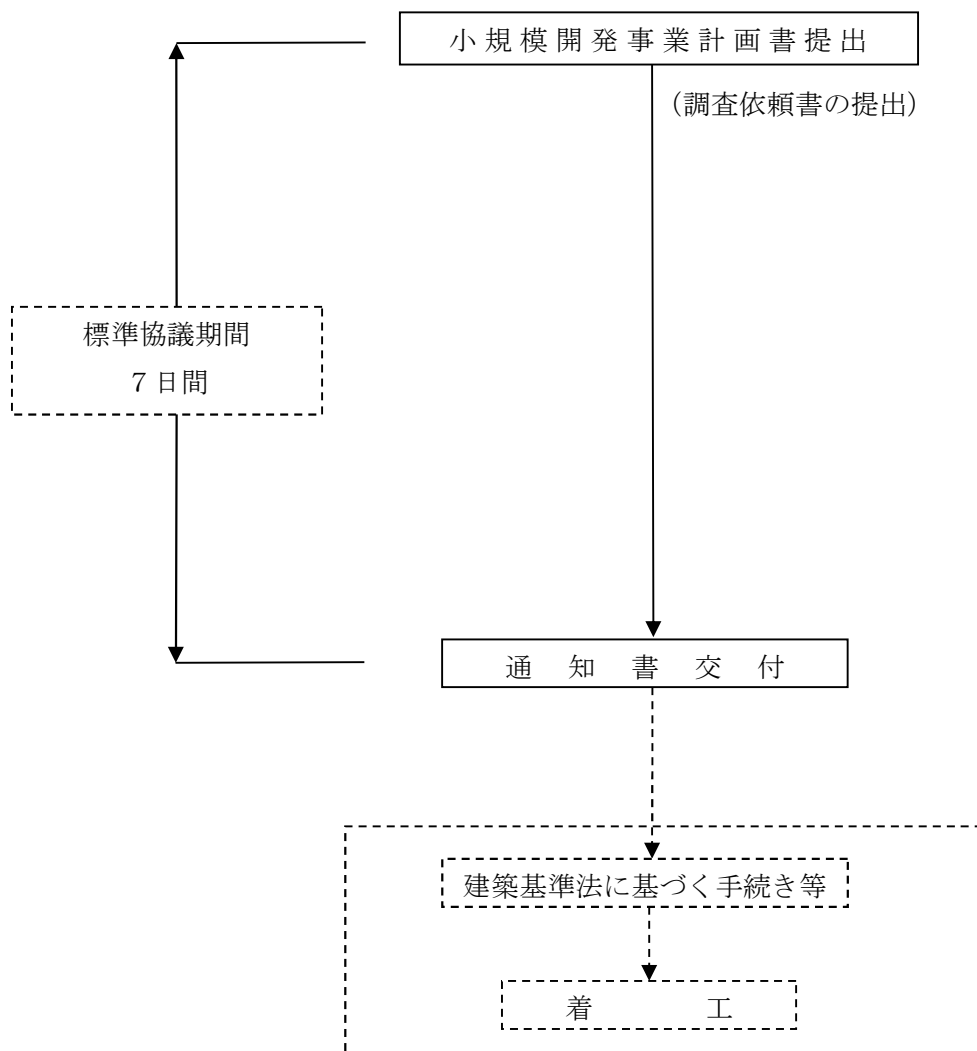 小規模開発事業計画書提出
（調査依頼書の提出）
標準協議期間
７日間
通知書交付
建築基準法に基づく手続き等
着工